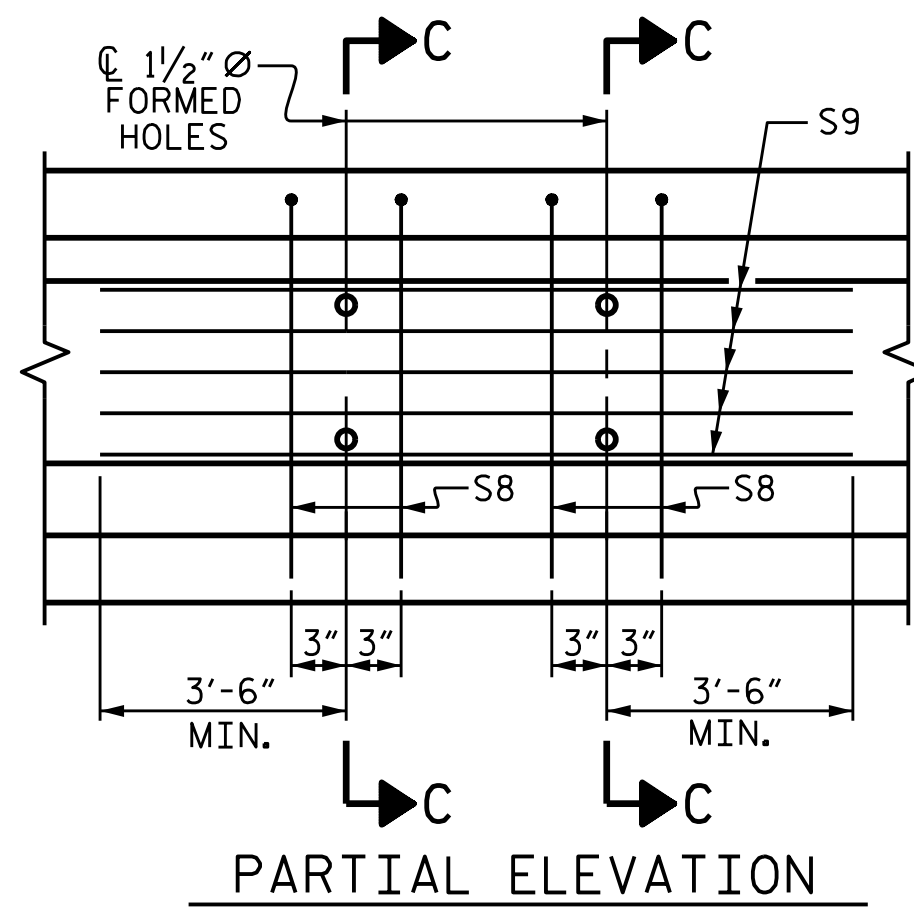 C C
℄ 1½" Ø
FORMED
HOLES
S9
S8 S8
3" 3" 3" 3"
3'-6" 3'-6"
MIN. MIN.
C C
PARTIAL ELEVATION